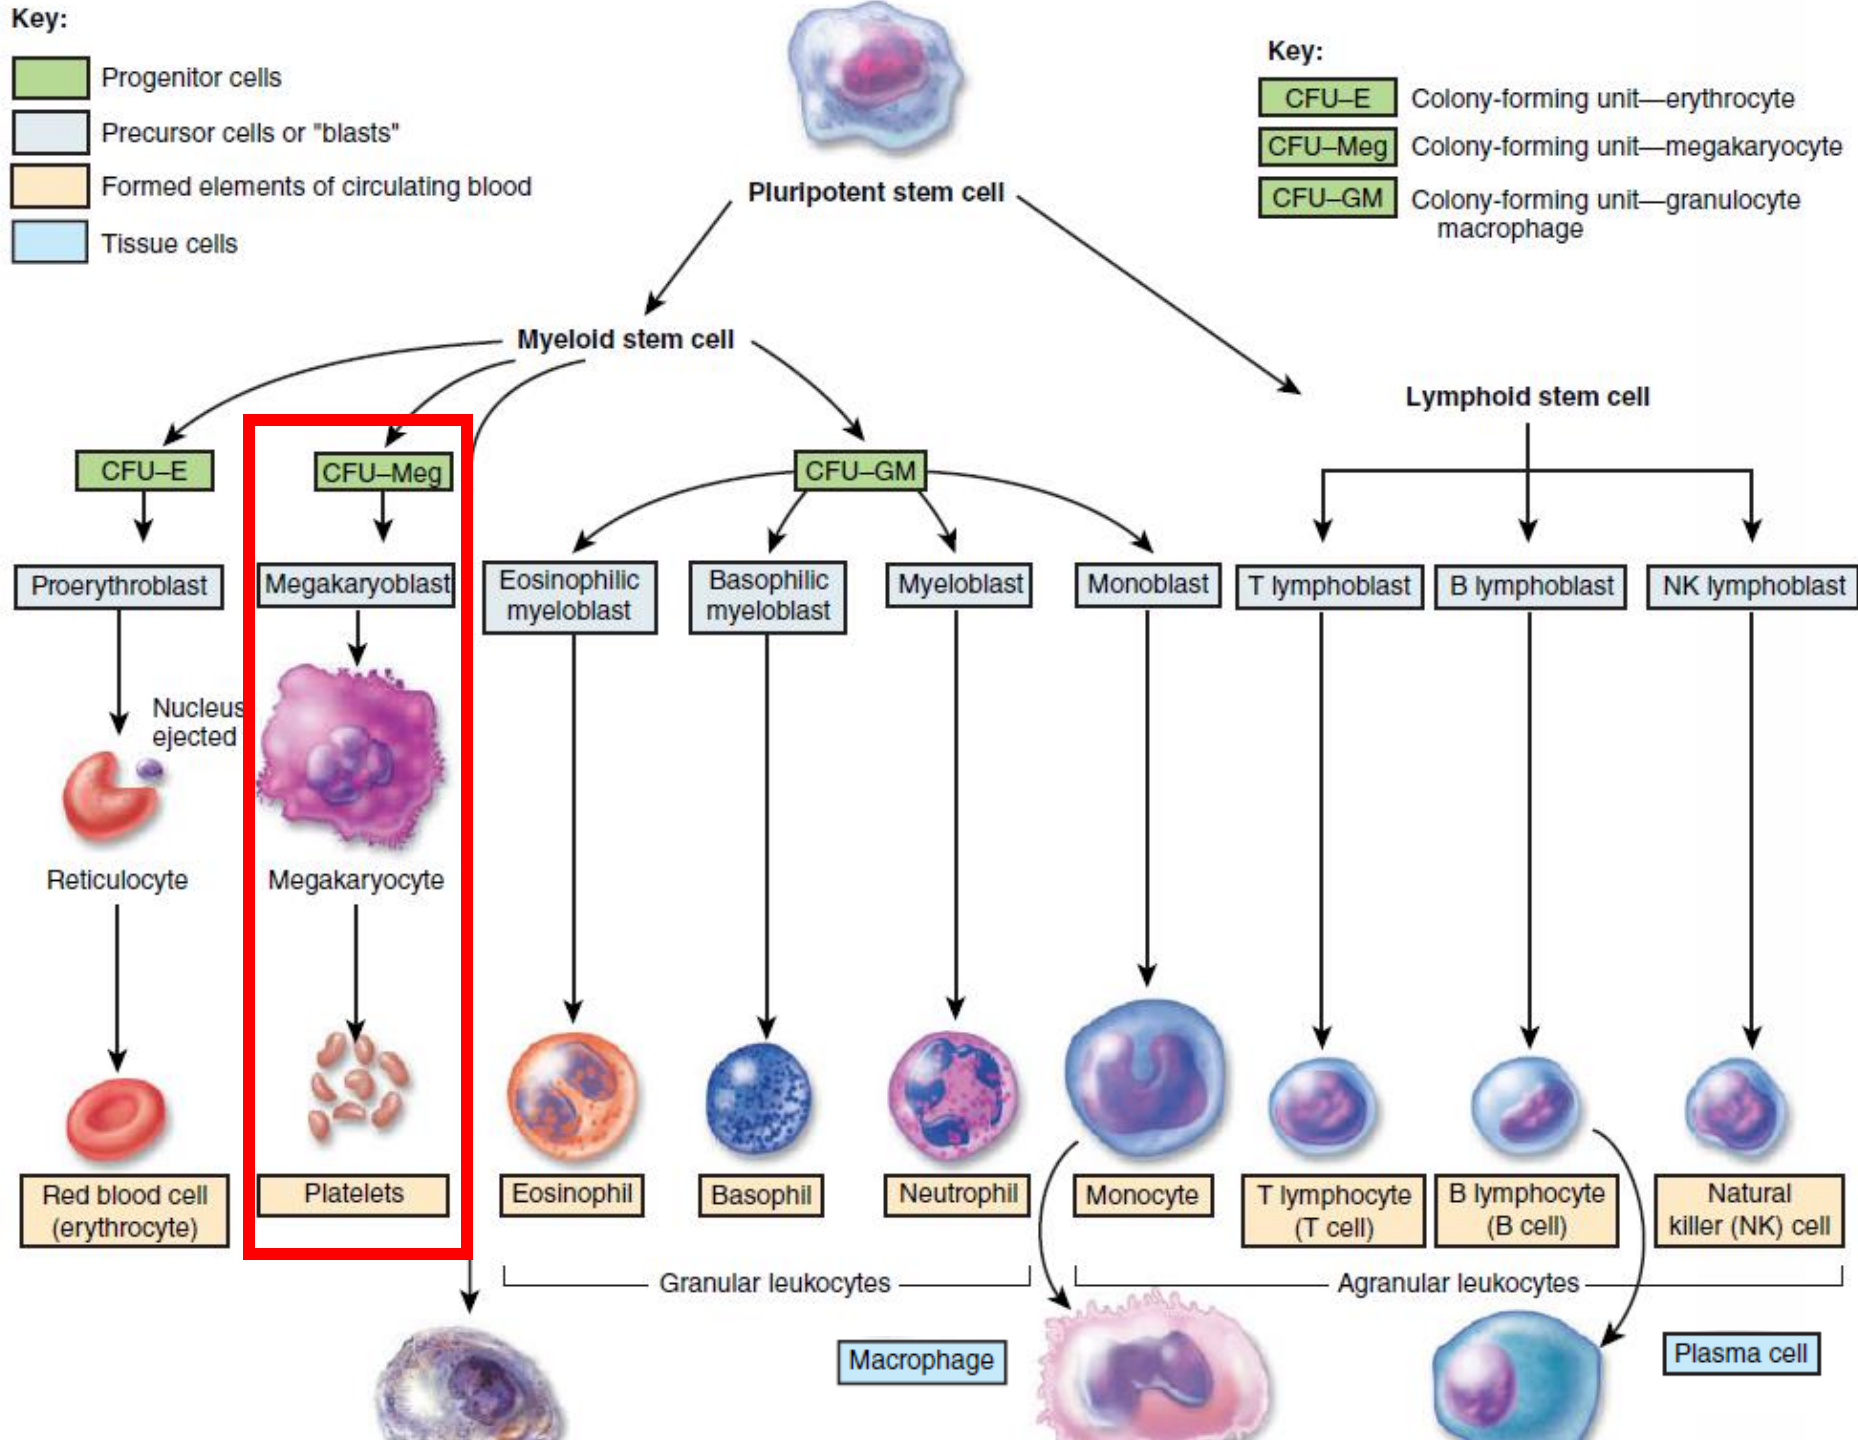 Key:
Progenitor cells
Precursor cells or "blasts"
Formed elements of circulating blood
Tissue cells
Key:
CFU–E Colony-forming unit—erythrocyte
CFU–Meg Colony-forming unit—megakaryocyte
CFU–GM Colony-forming unit—granulocyte
macrophage
Pluripotent stem cell
Myeloid stem cell
Lymphoid stem cell
CFU–E
CFU–Meg
CFU–GM
Proerythroblast
Megakaryoblast
Eosinophilic
myeloblast
Basophilic
myeloblast
Myeloblast
Monoblast
T lymphoblast
B lymphoblast
NK lymphoblast
Nucleus
ejected
Reticulocyte
Megakaryocyte
Red blood cell
(erythrocyte)
Platelets
Eosinophil
Basophil
Neutrophil
Monocyte
T lymphocyte
(T cell)
B lymphocyte
(B cell)
Natural
killer (NK) cell
Granular leukocytes
Agranular leukocytes
Macrophage
Plasma cell